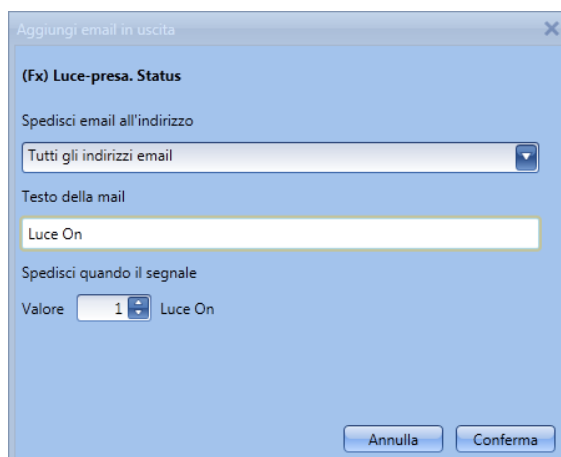 Aggiungi email in uscita
(Fx) Luce-presa. Status
Spedisci email all'indirizzo
Tutti gli indirizzi email
Testo della mail
Luce On
Spedisci quando il segnale
Valore 1 Luce On
Annulla Conferma